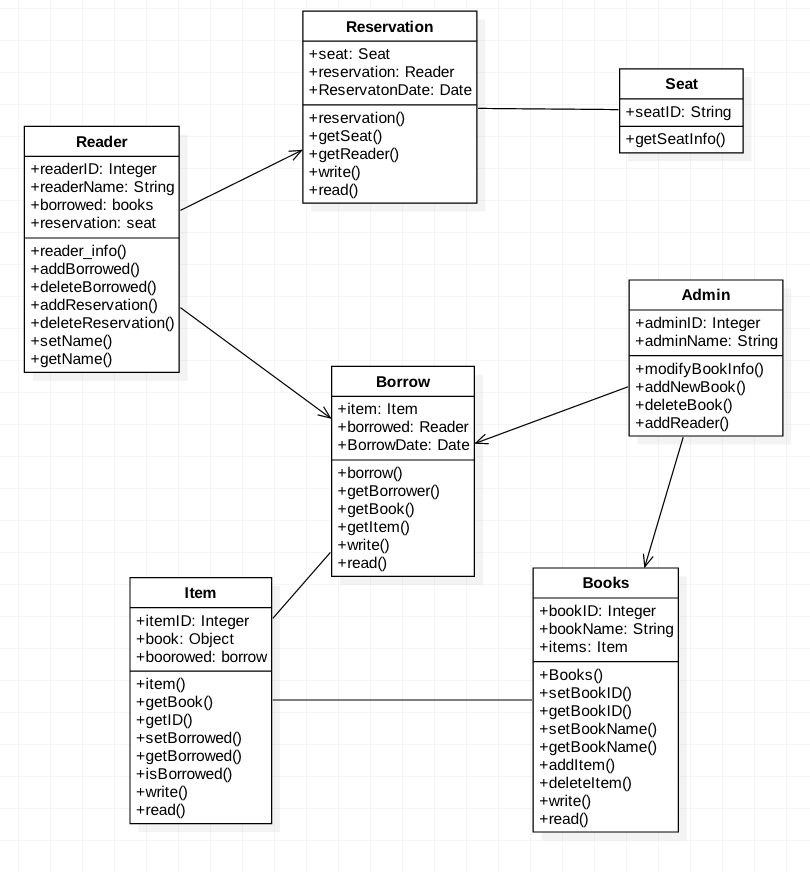 Reservation
+seat: Seat
+reservation: Reader
+ReservatonDate: Date
+reservation()
+getSeat()
+getReader()
+write()
+read()
Seat
+seatID: String
+getSeatInfo()
Reader
+readerID: Integer
+readerName: String
+borrowed: books
+reservation: seat
+reader_info()
+addBorrowed()
+deleteBorrowed()
+addReservation()
+deleteReservation()
+setName()
+getName()
Admin
+adminID: Integer
+adminName: String
+modifyBookInfo()
+addNewBook()
+deleteBook()
+addReader()
Borrow
+item: Item
+borrowed: Reader
+BorrowDate: Date
+borrow()
+getBorrower()
+getBook()
+getItem()
+write()
+read()
Item
+itemID: Integer
+book: Object
+boorowed: borrow
+item()
+getBook()
+getID()
+setBorrowed()
+getBorrowed()
+isBorrowed()
+write()
+read()
Books
+bookID: Integer
+bookName: String
+items: Item
+Books()
+setBookID()
+getBookID()
+setBookName()
+getBookName()
+addItem()
+deleteItem()
+write()
+read()